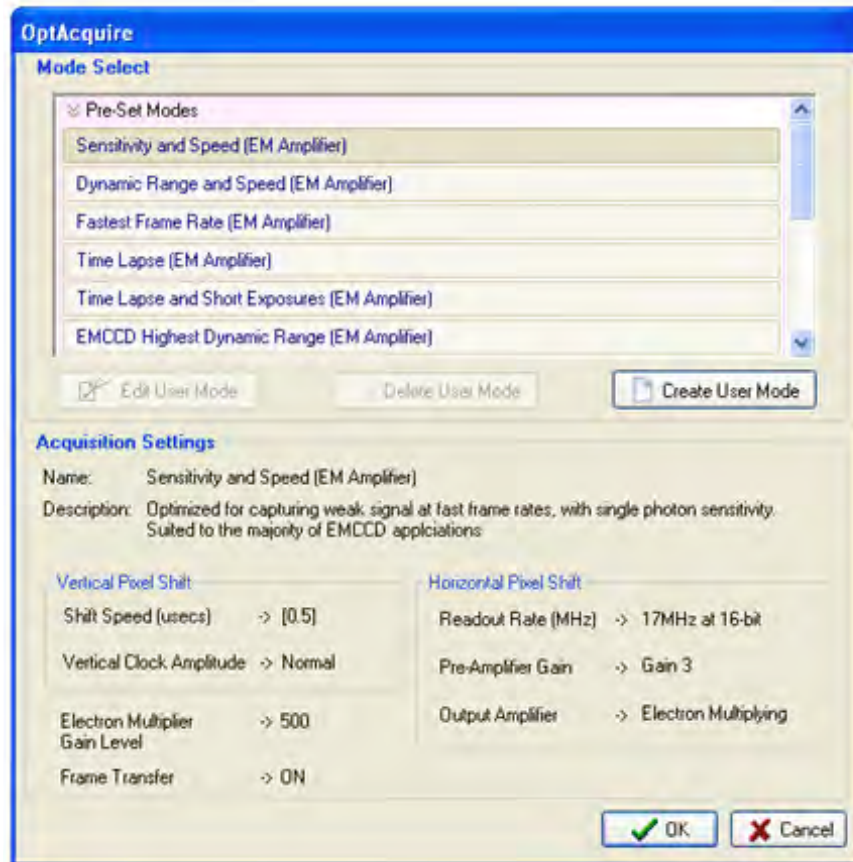 OptAcquire
Mode Select
Pre-Set Modes
Sensitivity and Speed (EM Amplifier)
Dynamic Range and Speed (EM Amplifier)
Fastest Frame Rate (EM Amplifier)
Time Lapse (EM Amplifier)
Time Lapse and Short Exposures (EM Amplifier)
EMCCD Highest Dynamic Range (EM Amplifier)
Edit User Mode Delete User Mode Create User Mode
Acquisition Settings
Name: Sensitivity and Speed (EM Amplifier)
Description: Optimized for capturing weak signal at fast frame rates, with single photon sensitivity.
Suited to the majority of EMCCD applciations
Vertical Pixel Shift
Shift Speed (usecs) -> [0.5]
Vertical Clock Amplitude -> Normal
Horizontal Pixel Shift
Readout Rate (MHz) -> 17MHz at 16-bit
Pre-Amplifier Gain -> Gain 3
Output Amplifier -> Electron Multiplying
Electron Multiplier -> 500
Gain Level
Frame Transfer -> ON
OK Cancel